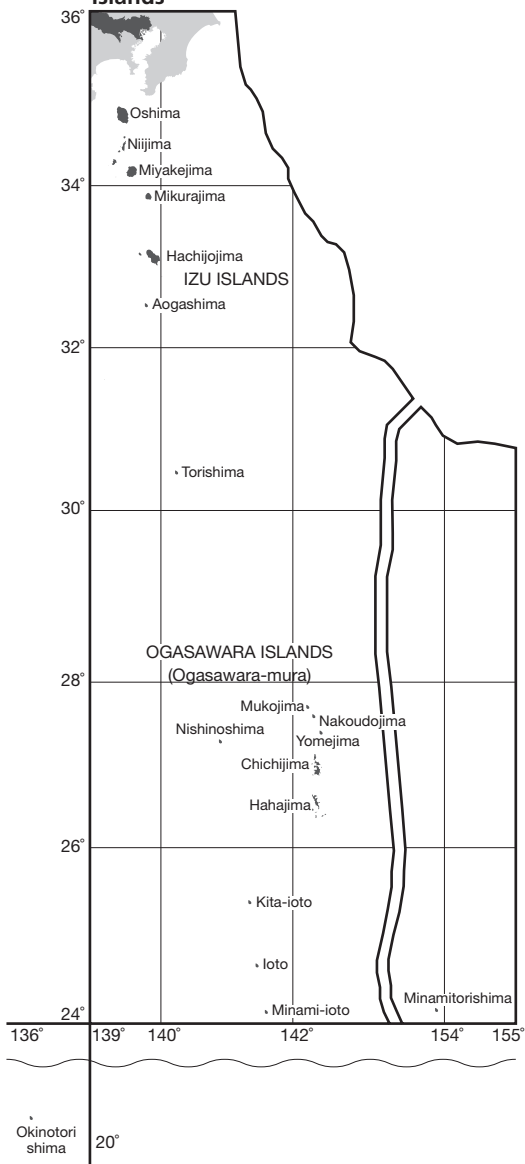 Islands
36°
Oshima
Niijima
Miyakejima
34°
Mikurajima
Hachijojima
IZU ISLANDS
Aogashima
32°
Torishima
30°
OGASAWARA ISLANDS
(Ogasawara-mura)
28°
Mukojima
Nakoudojima
Nishinoshima
Yomejima
Chichijima
Hahajima
26°
Kita-ioto
Ioto
Minamitorishima
Minami-ioto
24°
136° 139° 140° 142° 154° 155°
Okinotori
shima
20°